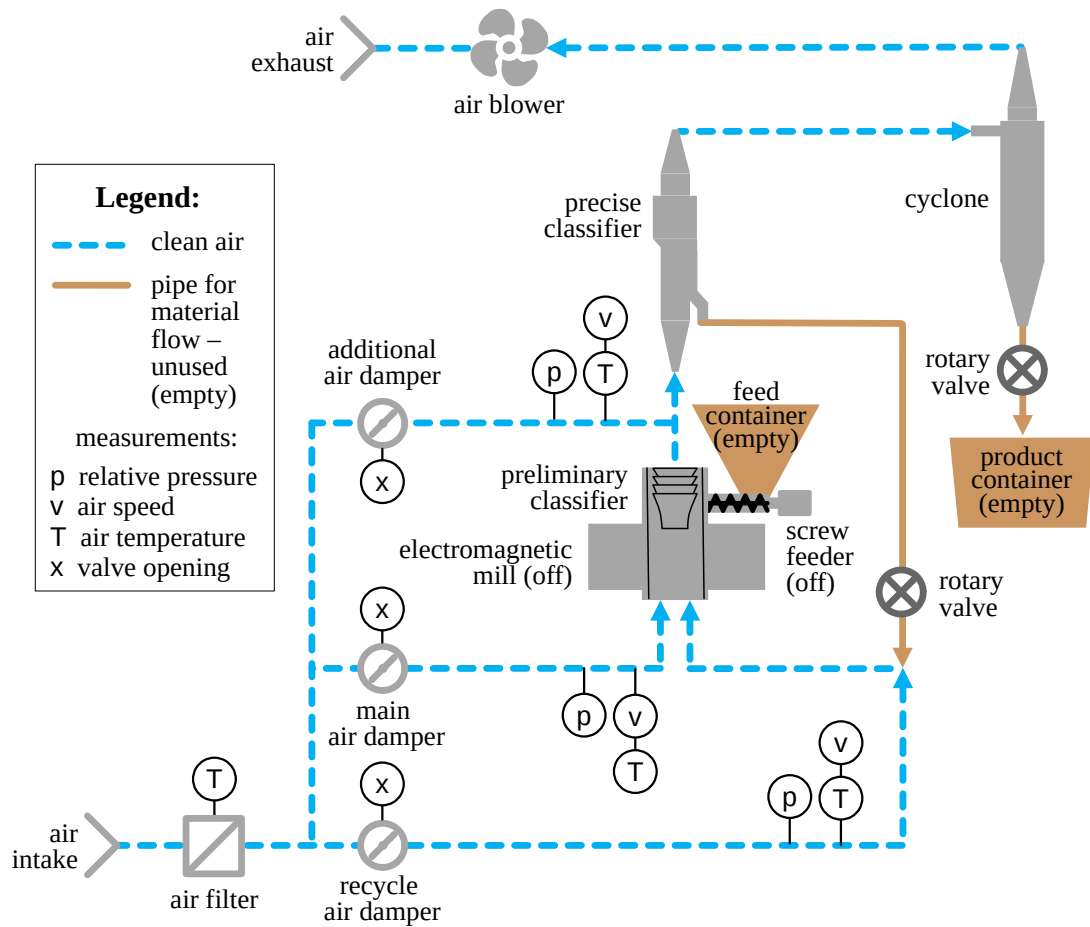 air
exhaust
air blower
Legend:
clean air
pipe for
material
flow –
unused
(empty)
measurements:
p relative pressure
v air speed
T air temperature
x valve opening
precise
classifier
cyclone
rotary
valve
product
container
(empty)
additional
air damper
x
p
v
T
feed
container
(empty)
preliminary
classifier
electromagnetic
mill (off)
screw
feeder
(off)
rotary
valve
x
main
air damper
p
v
T
v
T
p
T
x
air
intake
air filter
recycle
air damper